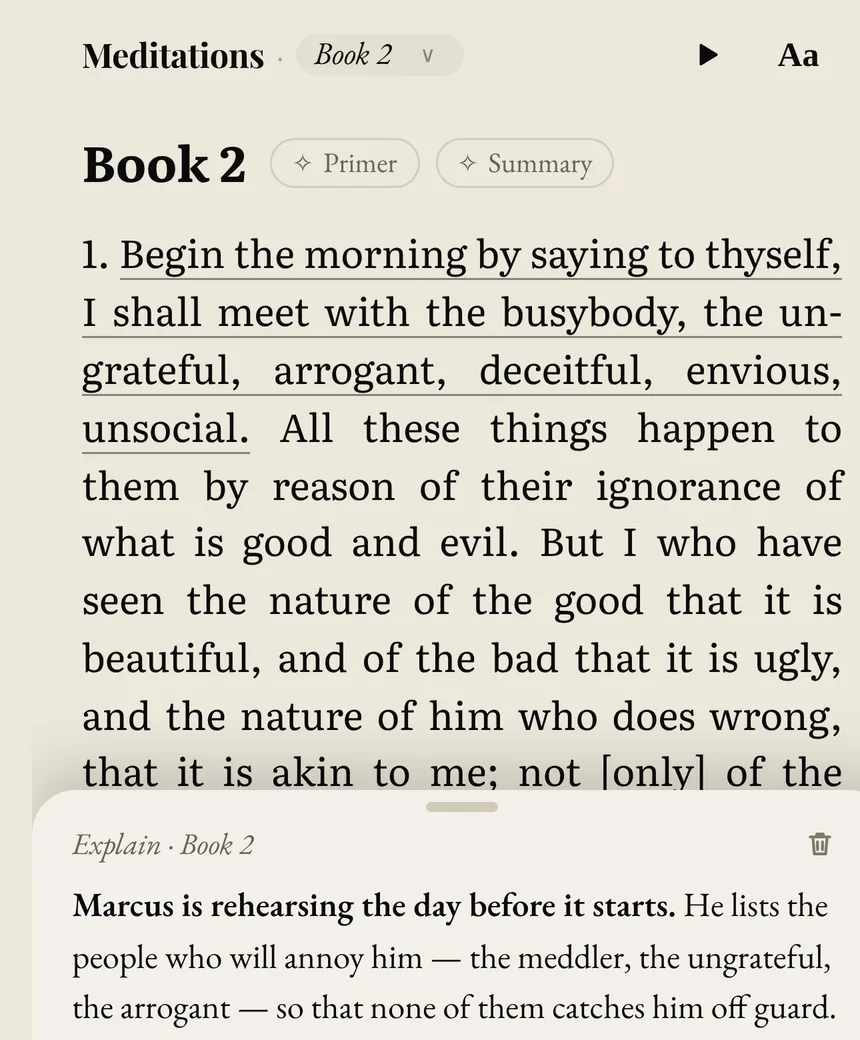 Meditations · Book 2 ∨ Aa
Book 2 ✧ Primer ✧ Summary
1. Begin the morning by saying to thyself,
I shall meet with the busybody, the un-
grateful, arrogant, deceitful, envious,
unsocial. All these things happen to
them by reason of their ignorance of
what is good and evil. But I who have
seen the nature of the good that it is
beautiful, and of the bad that it is ugly,
and the nature of him who does wrong,
that it is akin to me; not [only] of the
Explain · Book 2
Marcus is rehearsing the day before it starts. He lists the
people who will annoy him — the meddler, the ungrateful,
the arrogant — so that none of them catches him off guard.